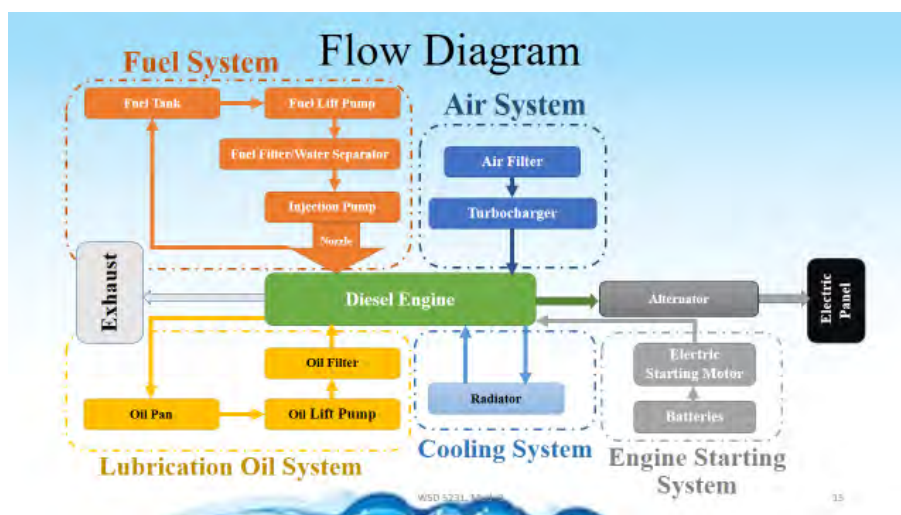 Flow Diagram
Fuel System
Fuel Tank
Fuel Lift Pump
Fuel Filter/Water Separator
Injection Pump
Nozzle
Air System
Air Filter
Turbocharger
Exhaust
Diesel Engine
Alternator
Electric
Panel
Oil Filter
Oil Pan
Oil Lift Pump
Lubrication Oil System
Radiator
Cooling System
Electric
Starting Motor
Batteries
Engine Starting
System
WSD 5231,
15